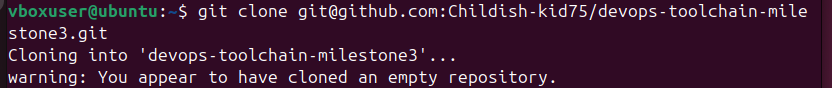 vboxuser@ubuntu:~$ git clone git@github.com:Childish-kid75/devops-toolchain-mile
stone3.git
Cloning into 'devops-toolchain-milestone3'...
warning: You appear to have cloned an empty repository.